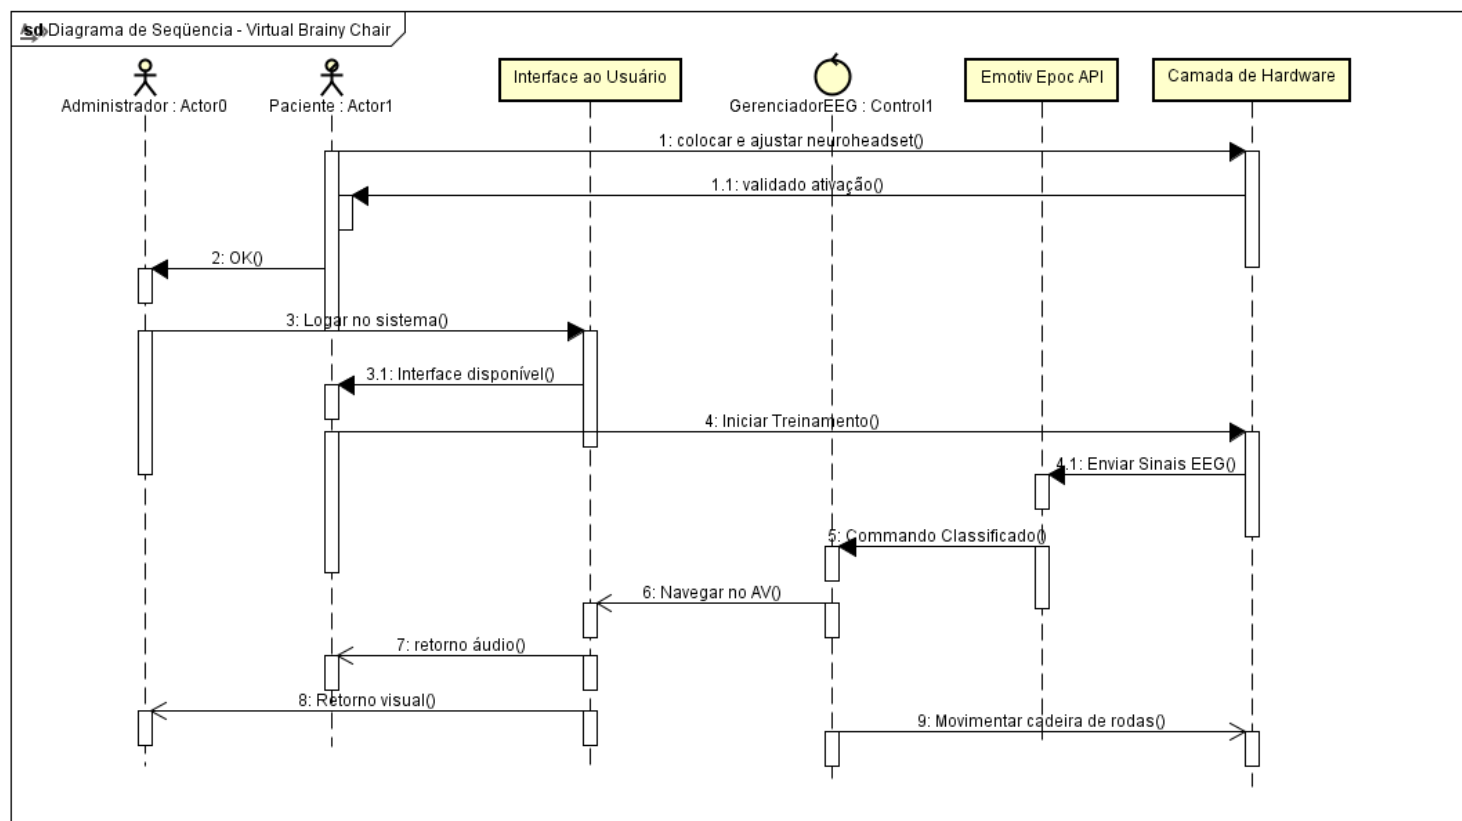 sd Diagrama de Seqüencia - Virtual Brainy Chair
Administrador : Actor0
Paciente : Actor1
Interface ao Usuário
GerenciadorEEG : Control1
Emotiv Epoc API
Camada de Hardware
1: colocar e ajustar neuroheadset()
1.1: validado ativação()
2: OK()
3: Logar no sistema()
3.1: Interface disponível()
4: Iniciar Treinamento()
4.1: Enviar Sinais EEG()
5: Commando Classificado()
6: Navegar no AV()
7: retorno áudio()
8: Retorno visual()
9: Movimentar cadeira de rodas()